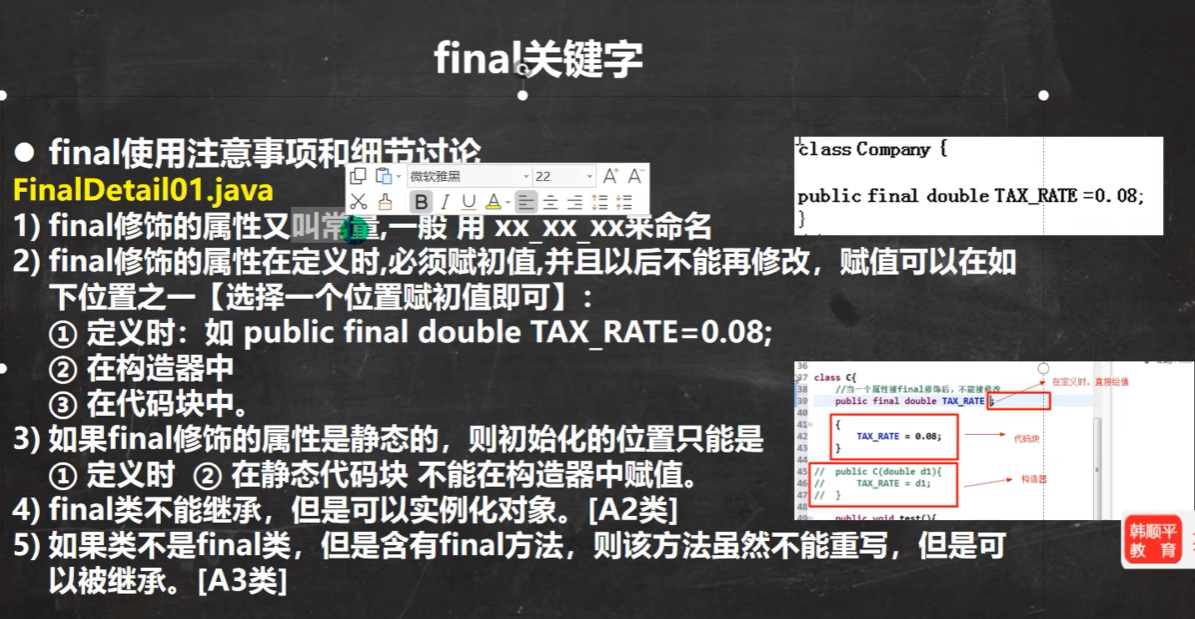 final关键字
● final使用注意事项和细节讨论
FinalDetail01.java
微软雅黑 22 A+ A-
B I U A
1) final修饰的属性又叫常量,一般 用 xx_xx_xx来命名
2) final修饰的属性在定义时,必须赋初值,并且以后不能再修改，赋值可以在如
下位置之一【选择一个位置赋初值即可】：
① 定义时：如 public final double TAX_RATE=0.08;
② 在构造器中
③ 在代码块中。
3) 如果final修饰的属性是静态的，则初始化的位置只能是
① 定义时 ② 在静态代码块 不能在构造器中赋值。
4) final类不能继承，但是可以实例化对象。[A2类]
5) 如果类不是final类，但是含有final方法，则该方法虽然不能重写，但是可
以被继承。[A3类]
class Company {
public final double TAX_RATE =0.08;
}
36
37 class C{
38 //当一个属性被final修饰后，不能被修改
39 public final double TAX_RATE ;
在定义时，直接给值
40
41 {
42 TAX_RATE = 0.08;
43 }
代码块
44
45 // public C(double d1){
46 // TAX_RATE = d1;
47 // }
构造器
48
49 public void test(){
韩顺平
教 育